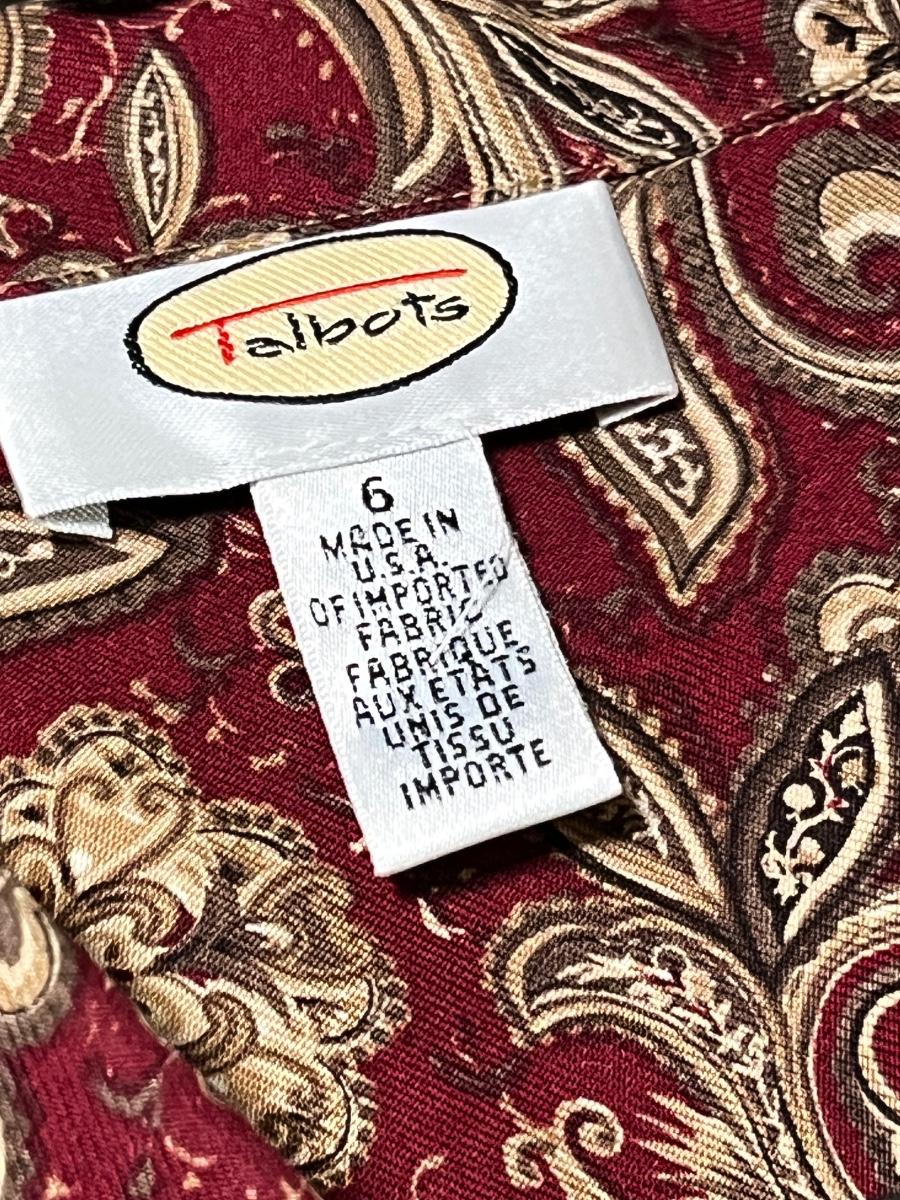 Talbots
6
MADE IN
U.S.A.
OF IMPORTED
FABRIC
FABRIQUE
AUX ETATS
UNIS DE
TISSU
IMPORTE